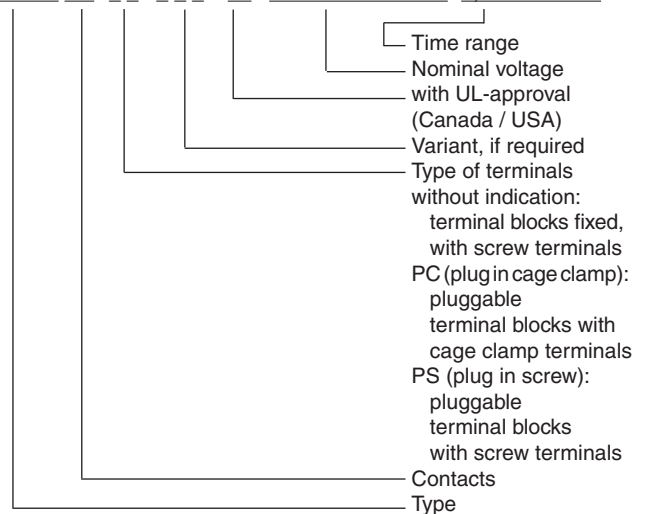 Time range
Nominal voltage
with UL-approval
(Canada / USA)
Variant, if required
Type of terminals
without indication:
terminal blocks fixed,
with screw terminals
PC (plug in cage clamp):
pluggable
terminal blocks with
cage clamp terminals
PS (plug in screw):
pluggable
terminal blocks
with screw terminals
Contacts
Type